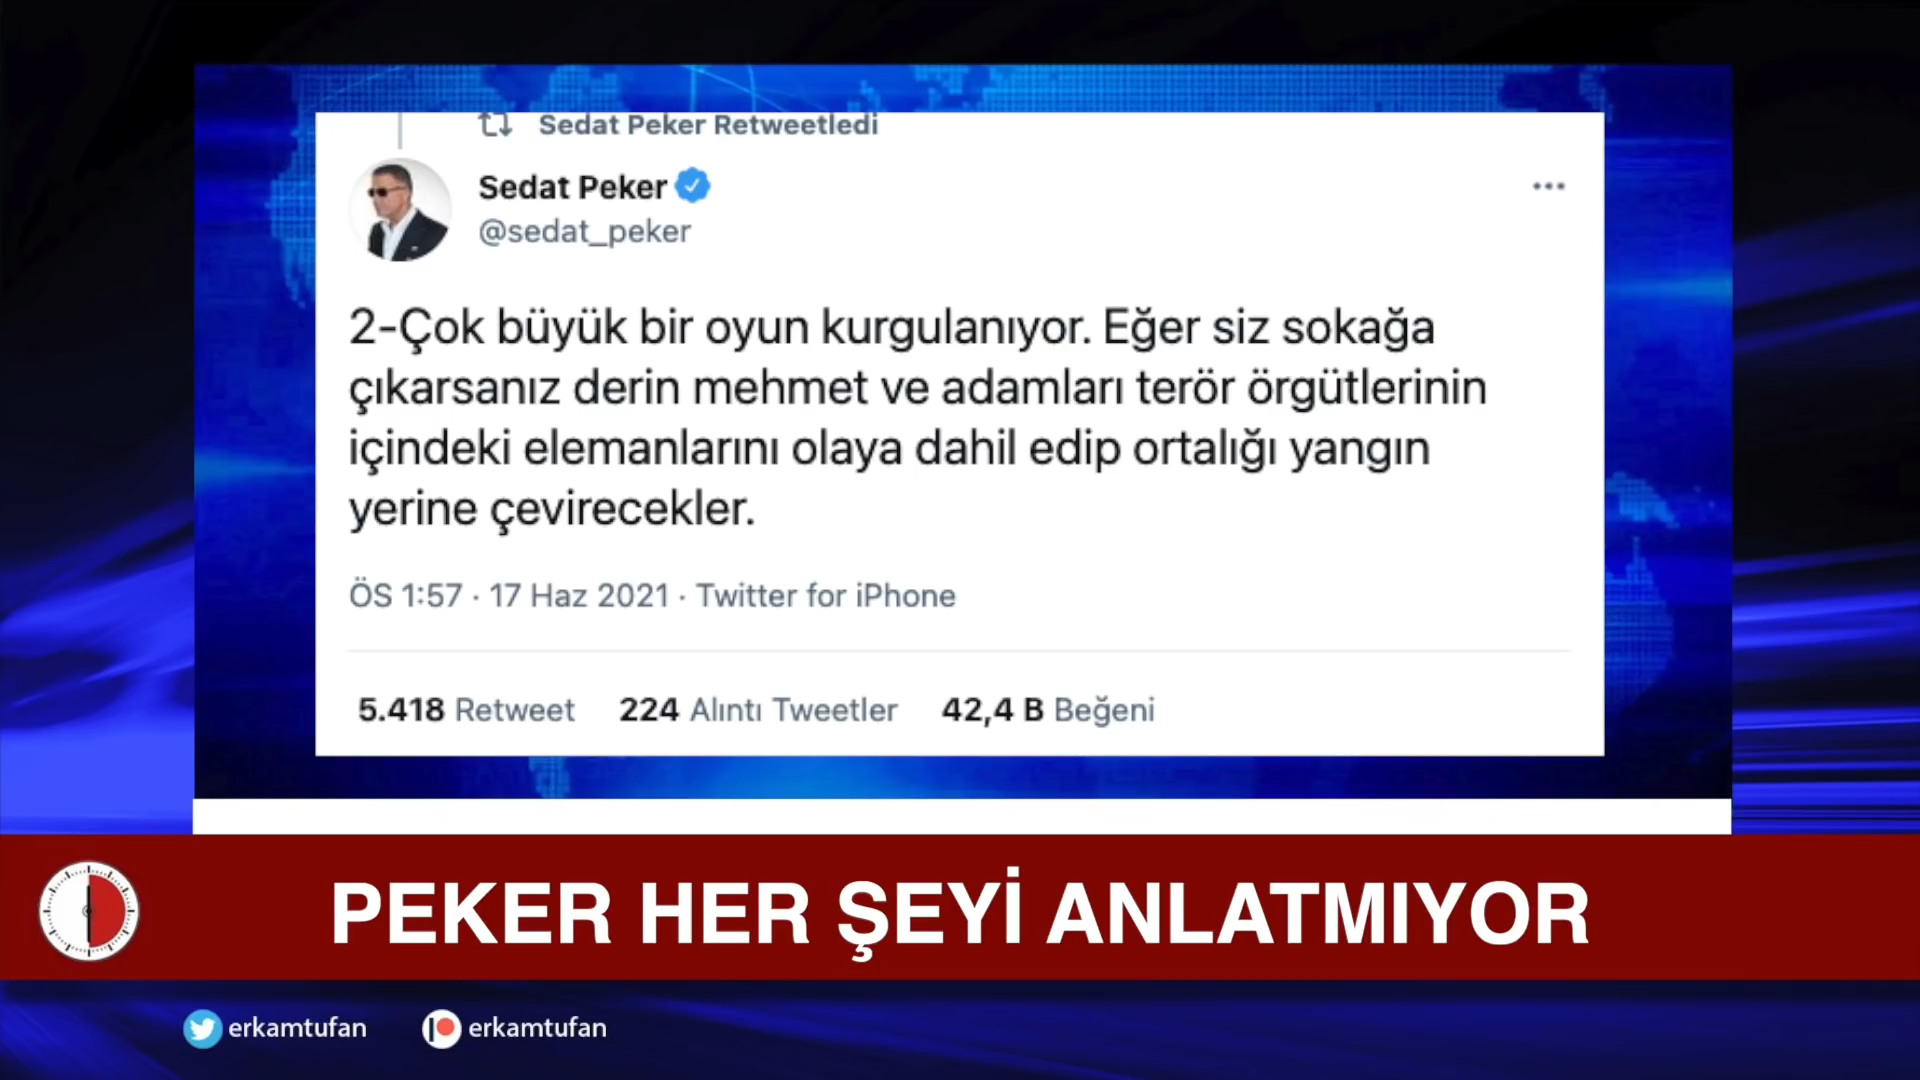 Sedat Peker Retweetledi
Sedat Peker
@sedat_peker
2-Çok büyük bir oyun kurgulanıyor. Eğer siz sokağa
çıkarsanız derin mehmet ve adamları terör örgütlerinin
içindeki elemanlarını olaya dahil edip ortalığı yangın
yerine çevirecekler.
ÖS 1:57 · 17 Haz 2021 · Twitter for iPhone
5.418 Retweet 224 Alıntı Tweetler 42,4 B Beğeni
PEKER HER ŞEYİ ANLATMIYOR
erkamtufan erkamtufan